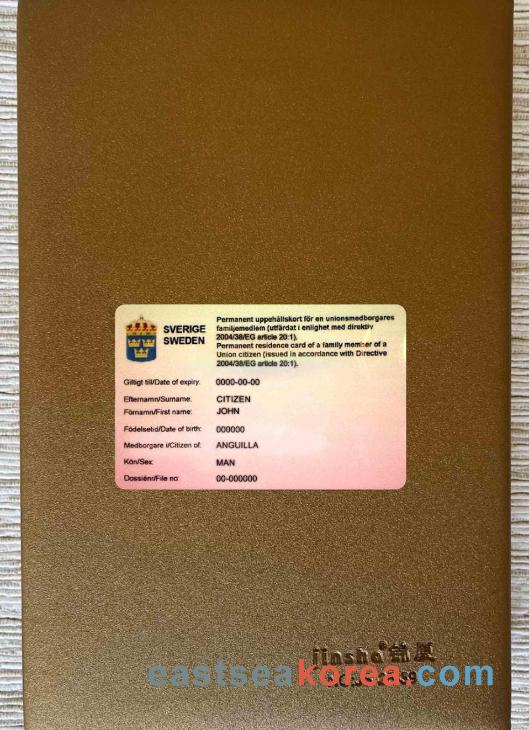 SVERIGE
SWEDEN
Permanent uppehållskort för en unionsmedborgares
familjemedlem (utfärdat i enlighet med direktiv
2004/38/EG article 20:1).
Permanent residence card of a family member of a
Union citizen (issued in accordance with Directive
2004/38/EG article 20:1).
Giltigt till/Date of expiry: 0000-00-00
Efternamn/Surname: CITIZEN
Förnamn/First name: JOHN
Födelsetid/Date of birth: 000000
Medborgare i/Citizen of: ANGUILLA
Kön/Sex: MAN
Dossiénr/File no: 00-000000
jinsha®
eastseakorea.com